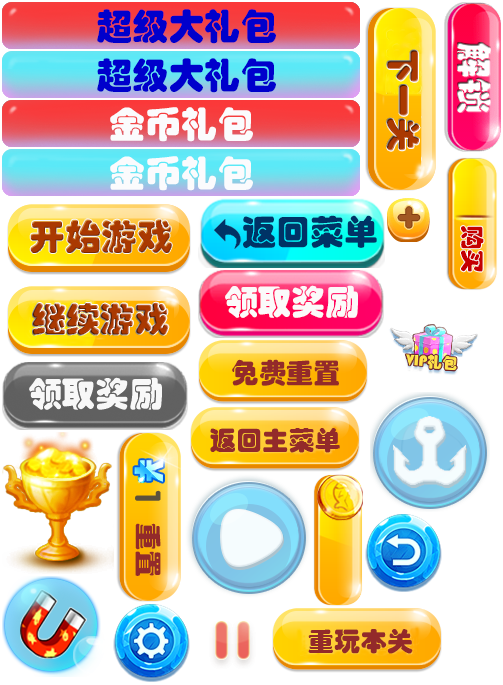 超级大礼包
超级大礼包
金币礼包
金币礼包
下一关
解锁
购买
开始游戏
返回菜单
继续游戏
领取奖励
VIP礼包
领取奖励
免费重置
返回主菜单
1 重置
重玩本关